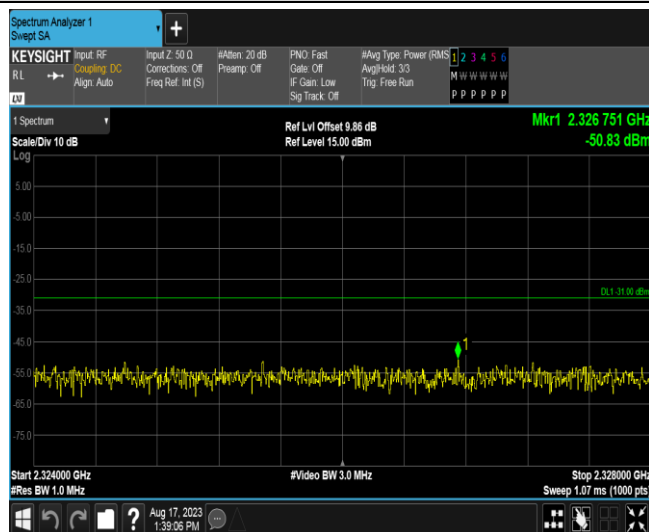 Spectrum Analyzer 1
Swept SA
+
KEYSIGHT Input: RF Input Z: 50 Ω #Atten: 20 dB PNO: Fast #Avg Type: Power (RMS 1 2 3 4 5 6
RL Coupling: DC Corrections: Off Preamp: Off Gate: Off Avg|Hold: 3/3 M W W W W W
Align: Auto Freq Ref: Int (S) IF Gain: Low Trig: Free Run
LXI Sig Track: Off P P P P P P
1 Spectrum Ref Lvl Offset 9.86 dB Mkr1 2.326 751 GHz
Scale/Div 10 dB Ref Level 15.00 dBm -50.83 dBm
Log
5.00
-5.00
-15.0
-25.0
DL1 -31.00 dBm
-35.0
-45.0
1
-55.0
-65.0
-75.0
Start 2.324000 GHz #Video BW 3.0 MHz Stop 2.328000 GHz
#Res BW 1.0 MHz Sweep 1.07 ms (1000 pts)
? Aug 17, 2023
1:39:06 PM